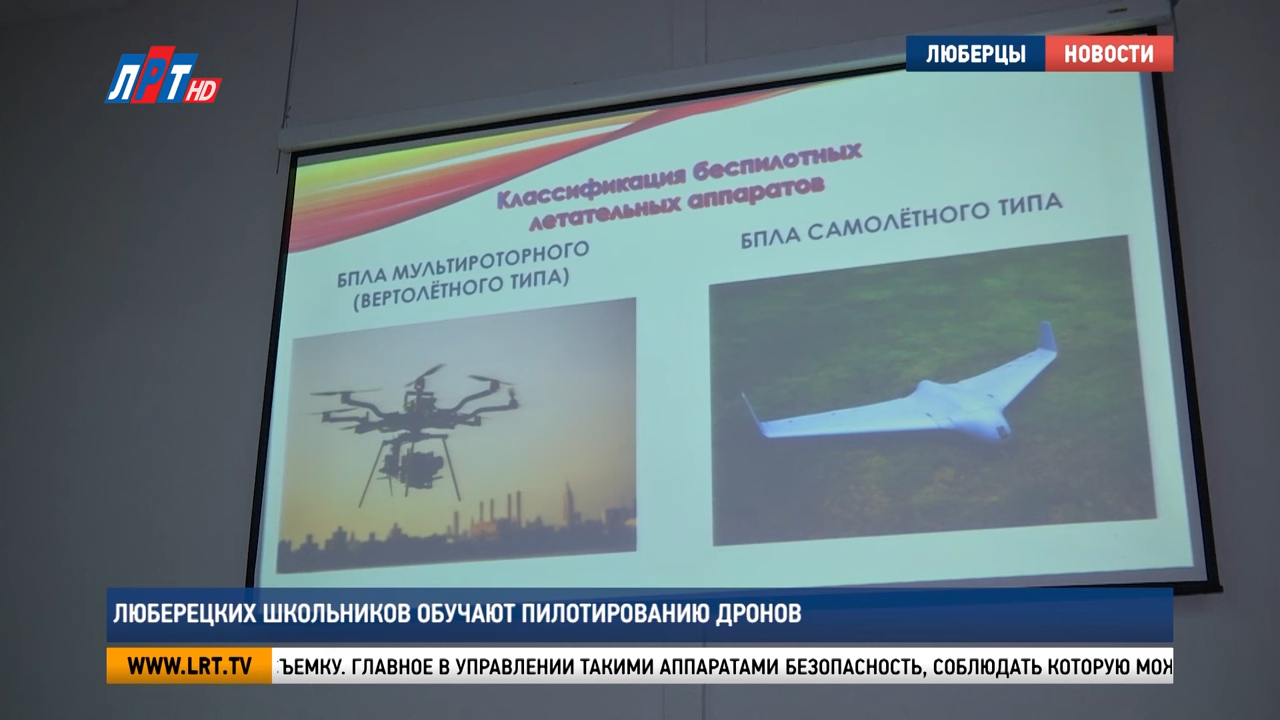 ЛРТ HD
ЛЮБЕРЦЫ НОВОСТИ
Классификация беспилотных
летательных аппаратов
БПЛА МУЛЬТИРОТОРНОГО
(ВЕРТОЛЁТНОГО ТИПА)
БПЛА САМОЛЁТНОГО ТИПА
ЛЮБЕРЕЦКИХ ШКОЛЬНИКОВ ОБУЧАЮТ ПИЛОТИРОВАНИЮ ДРОНОВ
WWW.LRT.TV ЪЕМКУ. ГЛАВНОЕ В УПРАВЛЕНИИ ТАКИМИ АППАРАТАМИ БЕЗОПАСНОСТЬ, СОБЛЮДАТЬ КОТОРУЮ МОЖ